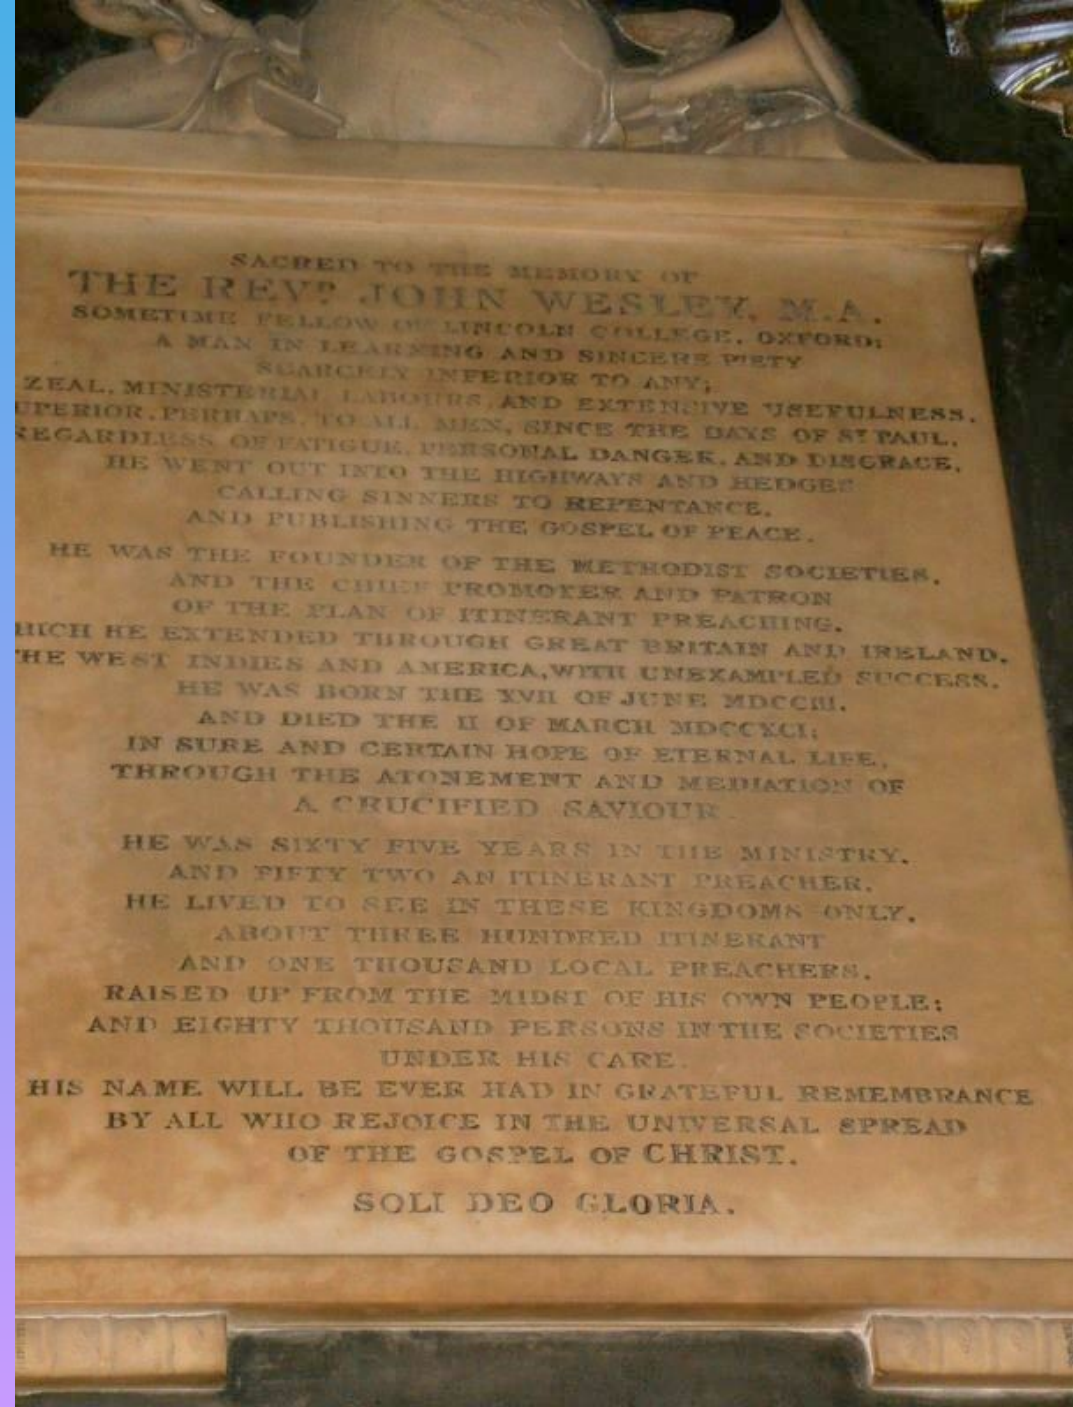 SACRED TO THE MEMORY OF
THE REVD JOHN WESLEY, M.A.
SOMETIME FELLOW OF LINCOLN COLLEGE, OXFORD;
A MAN IN LEARNING AND SINCERE PIETY
SCARCELY INFERIOR TO ANY;
ZEAL, MINISTERIAL LABOURS, AND EXTENSIVE USEFULNESS,
UPERIOR, PERHAPS, TO ALL MEN, SINCE THE DAYS OF ST PAUL.
REGARDLESS OF FATIGUE, PERSONAL DANGER, AND DISGRACE,
HE WENT OUT INTO THE HIGHWAYS AND HEDGES
CALLING SINNERS TO REPENTANCE,
AND PUBLISHING THE GOSPEL OF PEACE.
HE WAS THE FOUNDER OF THE METHODIST SOCIETIES,
AND THE CHIEF PROMOTER AND PATRON
OF THE PLAN OF ITINERANT PREACHING,
HICH HE EXTENDED THROUGH GREAT BRITAIN AND IRELAND,
THE WEST INDIES AND AMERICA, WITH UNEXAMPLED SUCCESS.
HE WAS BORN THE XVII OF JUNE MDCCIII,
AND DIED THE II OF MARCH MDCCXCI;
IN SURE AND CERTAIN HOPE OF ETERNAL LIFE,
THROUGH THE ATONEMENT AND MEDIATION OF
A CRUCIFIED SAVIOUR.
HE WAS SIXTY FIVE YEARS IN THE MINISTRY,
AND FIFTY TWO AN ITINERANT PREACHER.
HE LIVED TO SEE IN THESE KINGDOMS ONLY,
ABOUT THREE HUNDRED ITINERANT
AND ONE THOUSAND LOCAL PREACHERS,
RAISED UP FROM THE MIDST OF HIS OWN PEOPLE;
AND EIGHTY THOUSAND PERSONS IN THE SOCIETIES
UNDER HIS CARE.
HIS NAME WILL BE EVER HAD IN GRATEFUL REMEMBRANCE
BY ALL WHO REJOICE IN THE UNIVERSAL SPREAD
OF THE GOSPEL OF CHRIST.
SOLI DEO GLORIA.